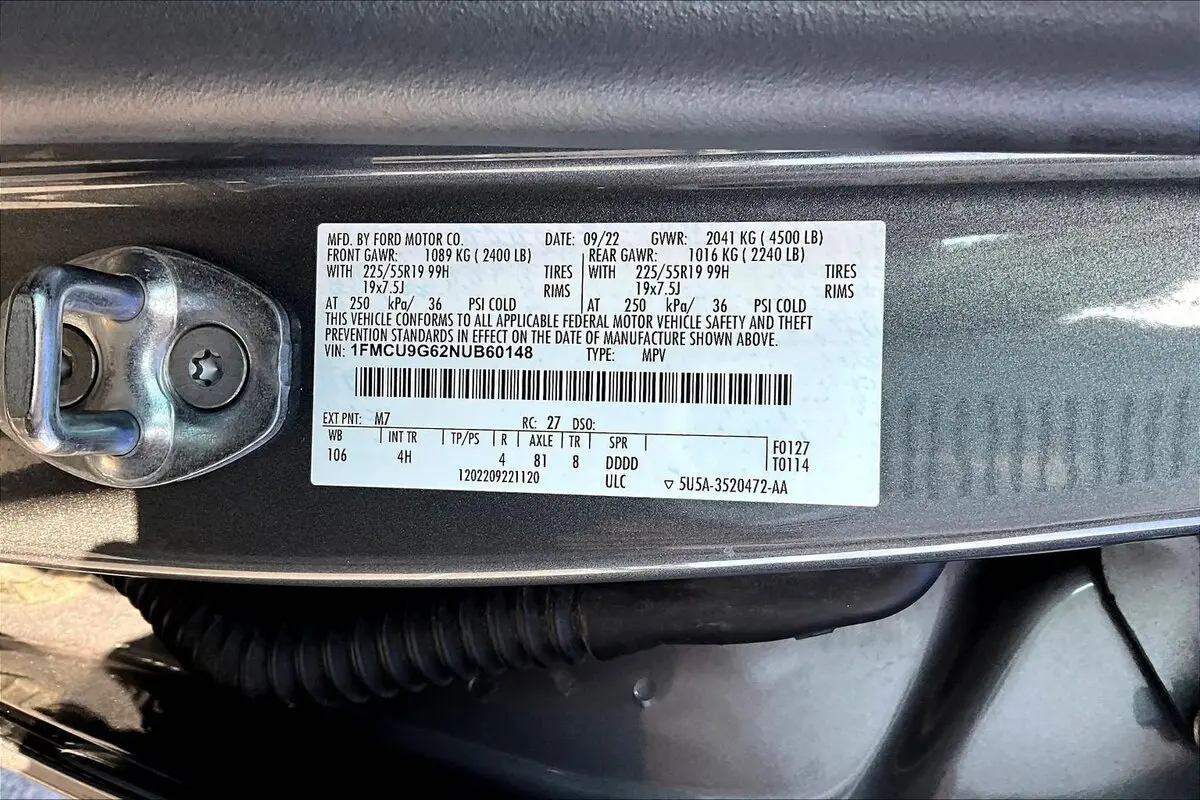 MFD. BY FORD MOTOR CO. DATE: 09/22 GVWR: 2041 KG ( 4500 LB)
FRONT GAWR: 1089 KG ( 2400 LB) REAR GAWR: 1016 KG ( 2240 LB)
WITH 225/55R19 99H TIRES WITH 225/55R19 99H TIRES
19x7.5J RIMS 19x7.5J RIMS
AT 250 kPa/ 36 PSI COLD AT 250 kPa/ 36 PSI COLD
THIS VEHICLE CONFORMS TO ALL APPLICABLE FEDERAL MOTOR VEHICLE SAFETY AND THEFT
PREVENTION STANDARDS IN EFFECT ON THE DATE OF MANUFACTURE SHOWN ABOVE.
VIN: 1FMCU9G62NUB60148 TYPE: MPV
EXT PNT: M7 RC: 27 DSO:
WB INT TR TP/PS R AXLE TR SPR F0127
106 4H 4 81 8 DDDD T0114
1202209221120 ULC ▽ 5U5A-3520472-AA